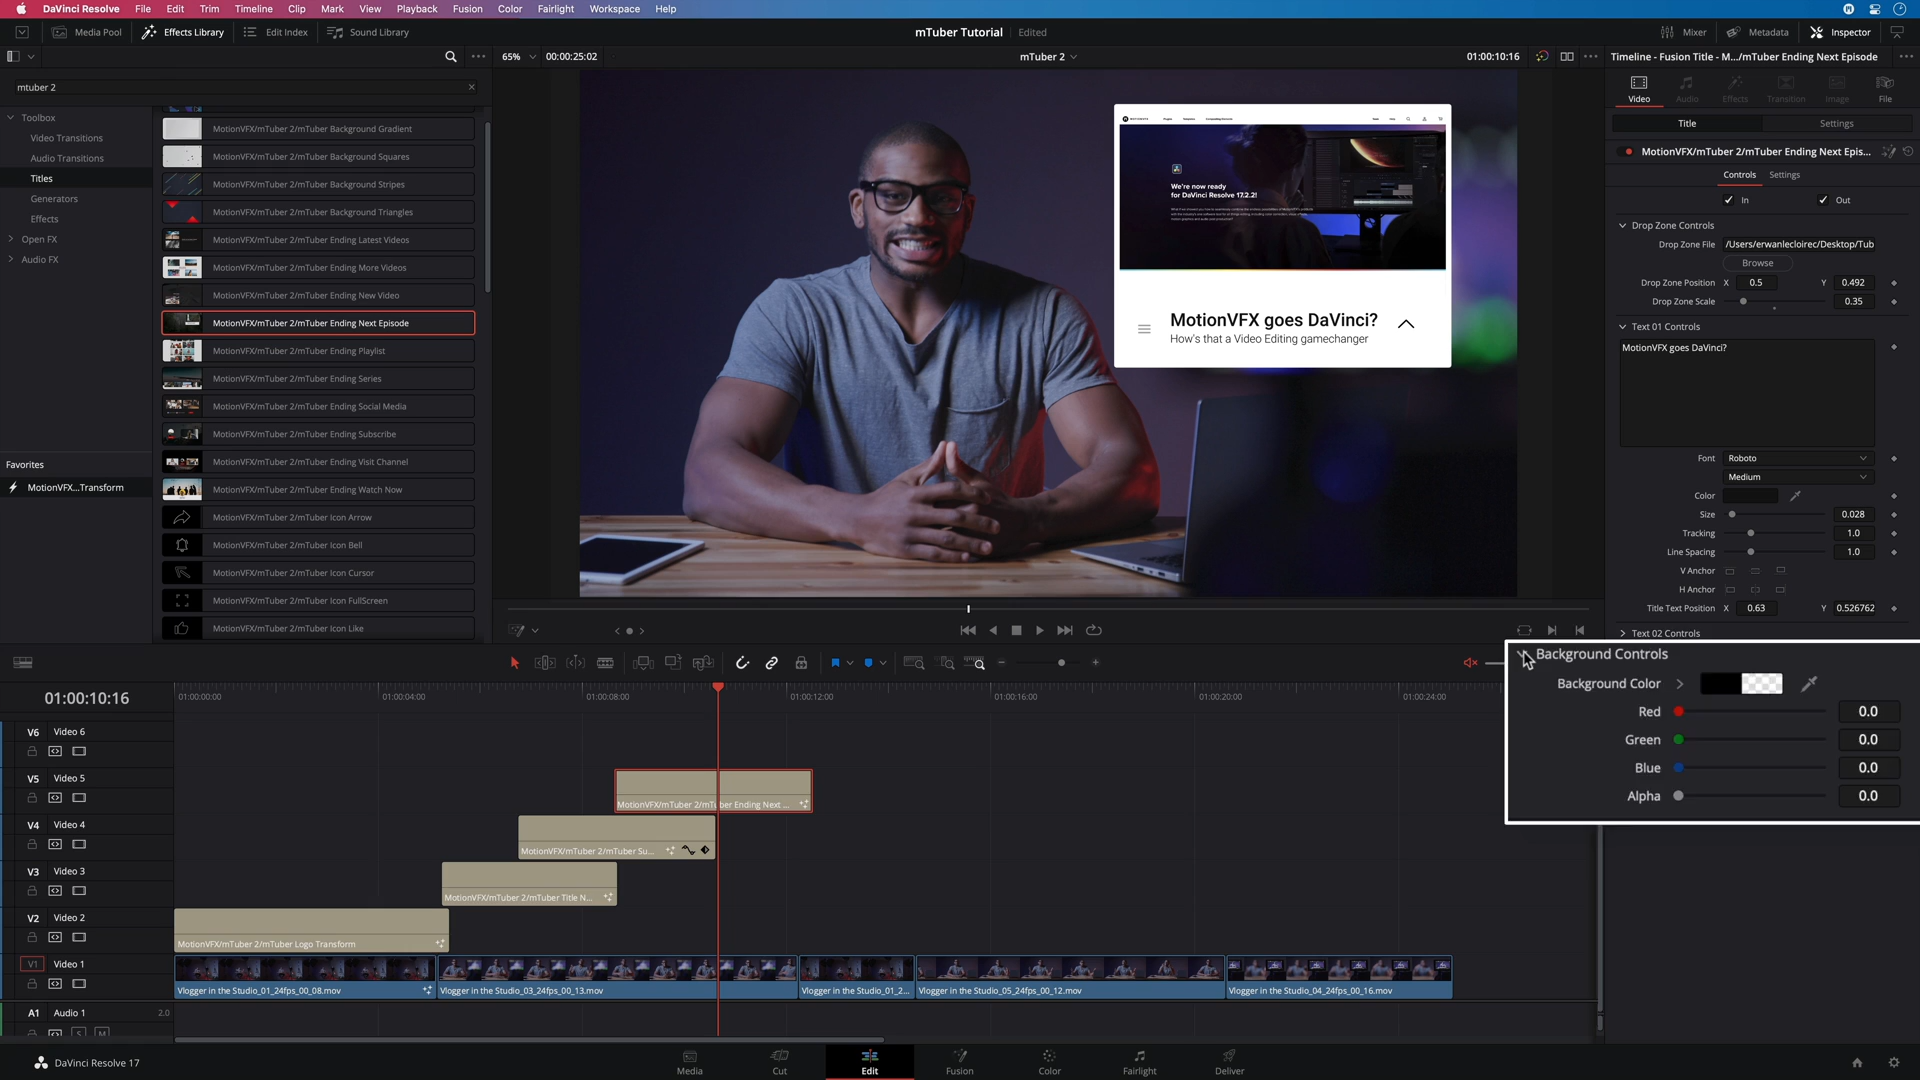 DaVinci Resolve File Edit Trim Timeline Clip Mark View Playback Fusion Color Fairlight Workspace Help
Media Pool Effects Library Edit Index Sound Library
mTuber Tutorial Edited
Mixer Metadata Inspector
65% 00:00:25:02
mTuber 2
01:00:10:16
Timeline - Fusion Title - M.../mTuber Ending Next Episode
mtuber 2
Toolbox
Video Transitions
Audio Transitions
Titles
Generators
Effects
Open FX
Audio FX
Favorites
MotionVFX...Transform
MotionVFX/mTuber 2/mTuber Background Gradient
MotionVFX/mTuber 2/mTuber Background Squares
MotionVFX/mTuber 2/mTuber Background Stripes
MotionVFX/mTuber 2/mTuber Background Triangles
MotionVFX/mTuber 2/mTuber Ending Latest Videos
MotionVFX/mTuber 2/mTuber Ending More Videos
MotionVFX/mTuber 2/mTuber Ending New Video
MotionVFX/mTuber 2/mTuber Ending Next Episode
MotionVFX/mTuber 2/mTuber Ending Playlist
MotionVFX/mTuber 2/mTuber Ending Series
MotionVFX/mTuber 2/mTuber Ending Social Media
MotionVFX/mTuber 2/mTuber Ending Subscribe
MotionVFX/mTuber 2/mTuber Ending Visit Channel
MotionVFX/mTuber 2/mTuber Ending Watch Now
MotionVFX/mTuber 2/mTuber Icon Arrow
MotionVFX/mTuber 2/mTuber Icon Bell
MotionVFX/mTuber 2/mTuber Icon Cursor
MotionVFX/mTuber 2/mTuber Icon FullScreen
MotionVFX/mTuber 2/mTuber Icon Like
We're now ready
for DaVinci Resolve 17.2.2!
MotionVFX goes DaVinci?
How's that a Video Editing gamechanger
Video Audio Effects Transition Image File
Title Settings
MotionVFX/mTuber 2/mTuber Ending Next Epis...
Controls Settings
In Out
Drop Zone Controls
Drop Zone File /Users/erwanlecloirec/Desktop/Tub
Browse
Drop Zone Position X 0.5 Y 0.492
Drop Zone Scale 0.35
Text 01 Controls
MotionVFX goes DaVinci?
Font Roboto
Medium
Color
Size 0.028
Tracking 1.0
Line Spacing 1.0
V Anchor
H Anchor
Title Text Position X 0.63 Y 0.526762
Text 02 Controls
Background Controls
Background Color
Red 0.0
Green 0.0
Blue 0.0
Alpha 0.0
01:00:10:16
01:00:00:00 01:00:04:00 01:00:08:00 01:00:12:00 01:00:16:00 01:00:20:00 01:00:24:00
V6 Video 6
V5 Video 5
MotionVFX/mTuber 2/mTuber Ending Next ...
V4 Video 4
MotionVFX/mTuber 2/mTuber Su...
V3 Video 3
MotionVFX/mTuber 2/mTuber Title N...
V2 Video 2
MotionVFX/mTuber 2/mTuber Logo Transform
V1 Video 1
Vlogger in the Studio_01_24fps_00_08.mov Vlogger in the Studio_03_24fps_00_13.mov Vlogger in the Studio_01_2... Vlogger in the Studio_05_24fps_00_12.mov Vlogger in the Studio_04_24fps_00_16.mov
A1 Audio 1 2.0
S M
DaVinci Resolve 17
Media Cut Edit Fusion Color Fairlight Deliver